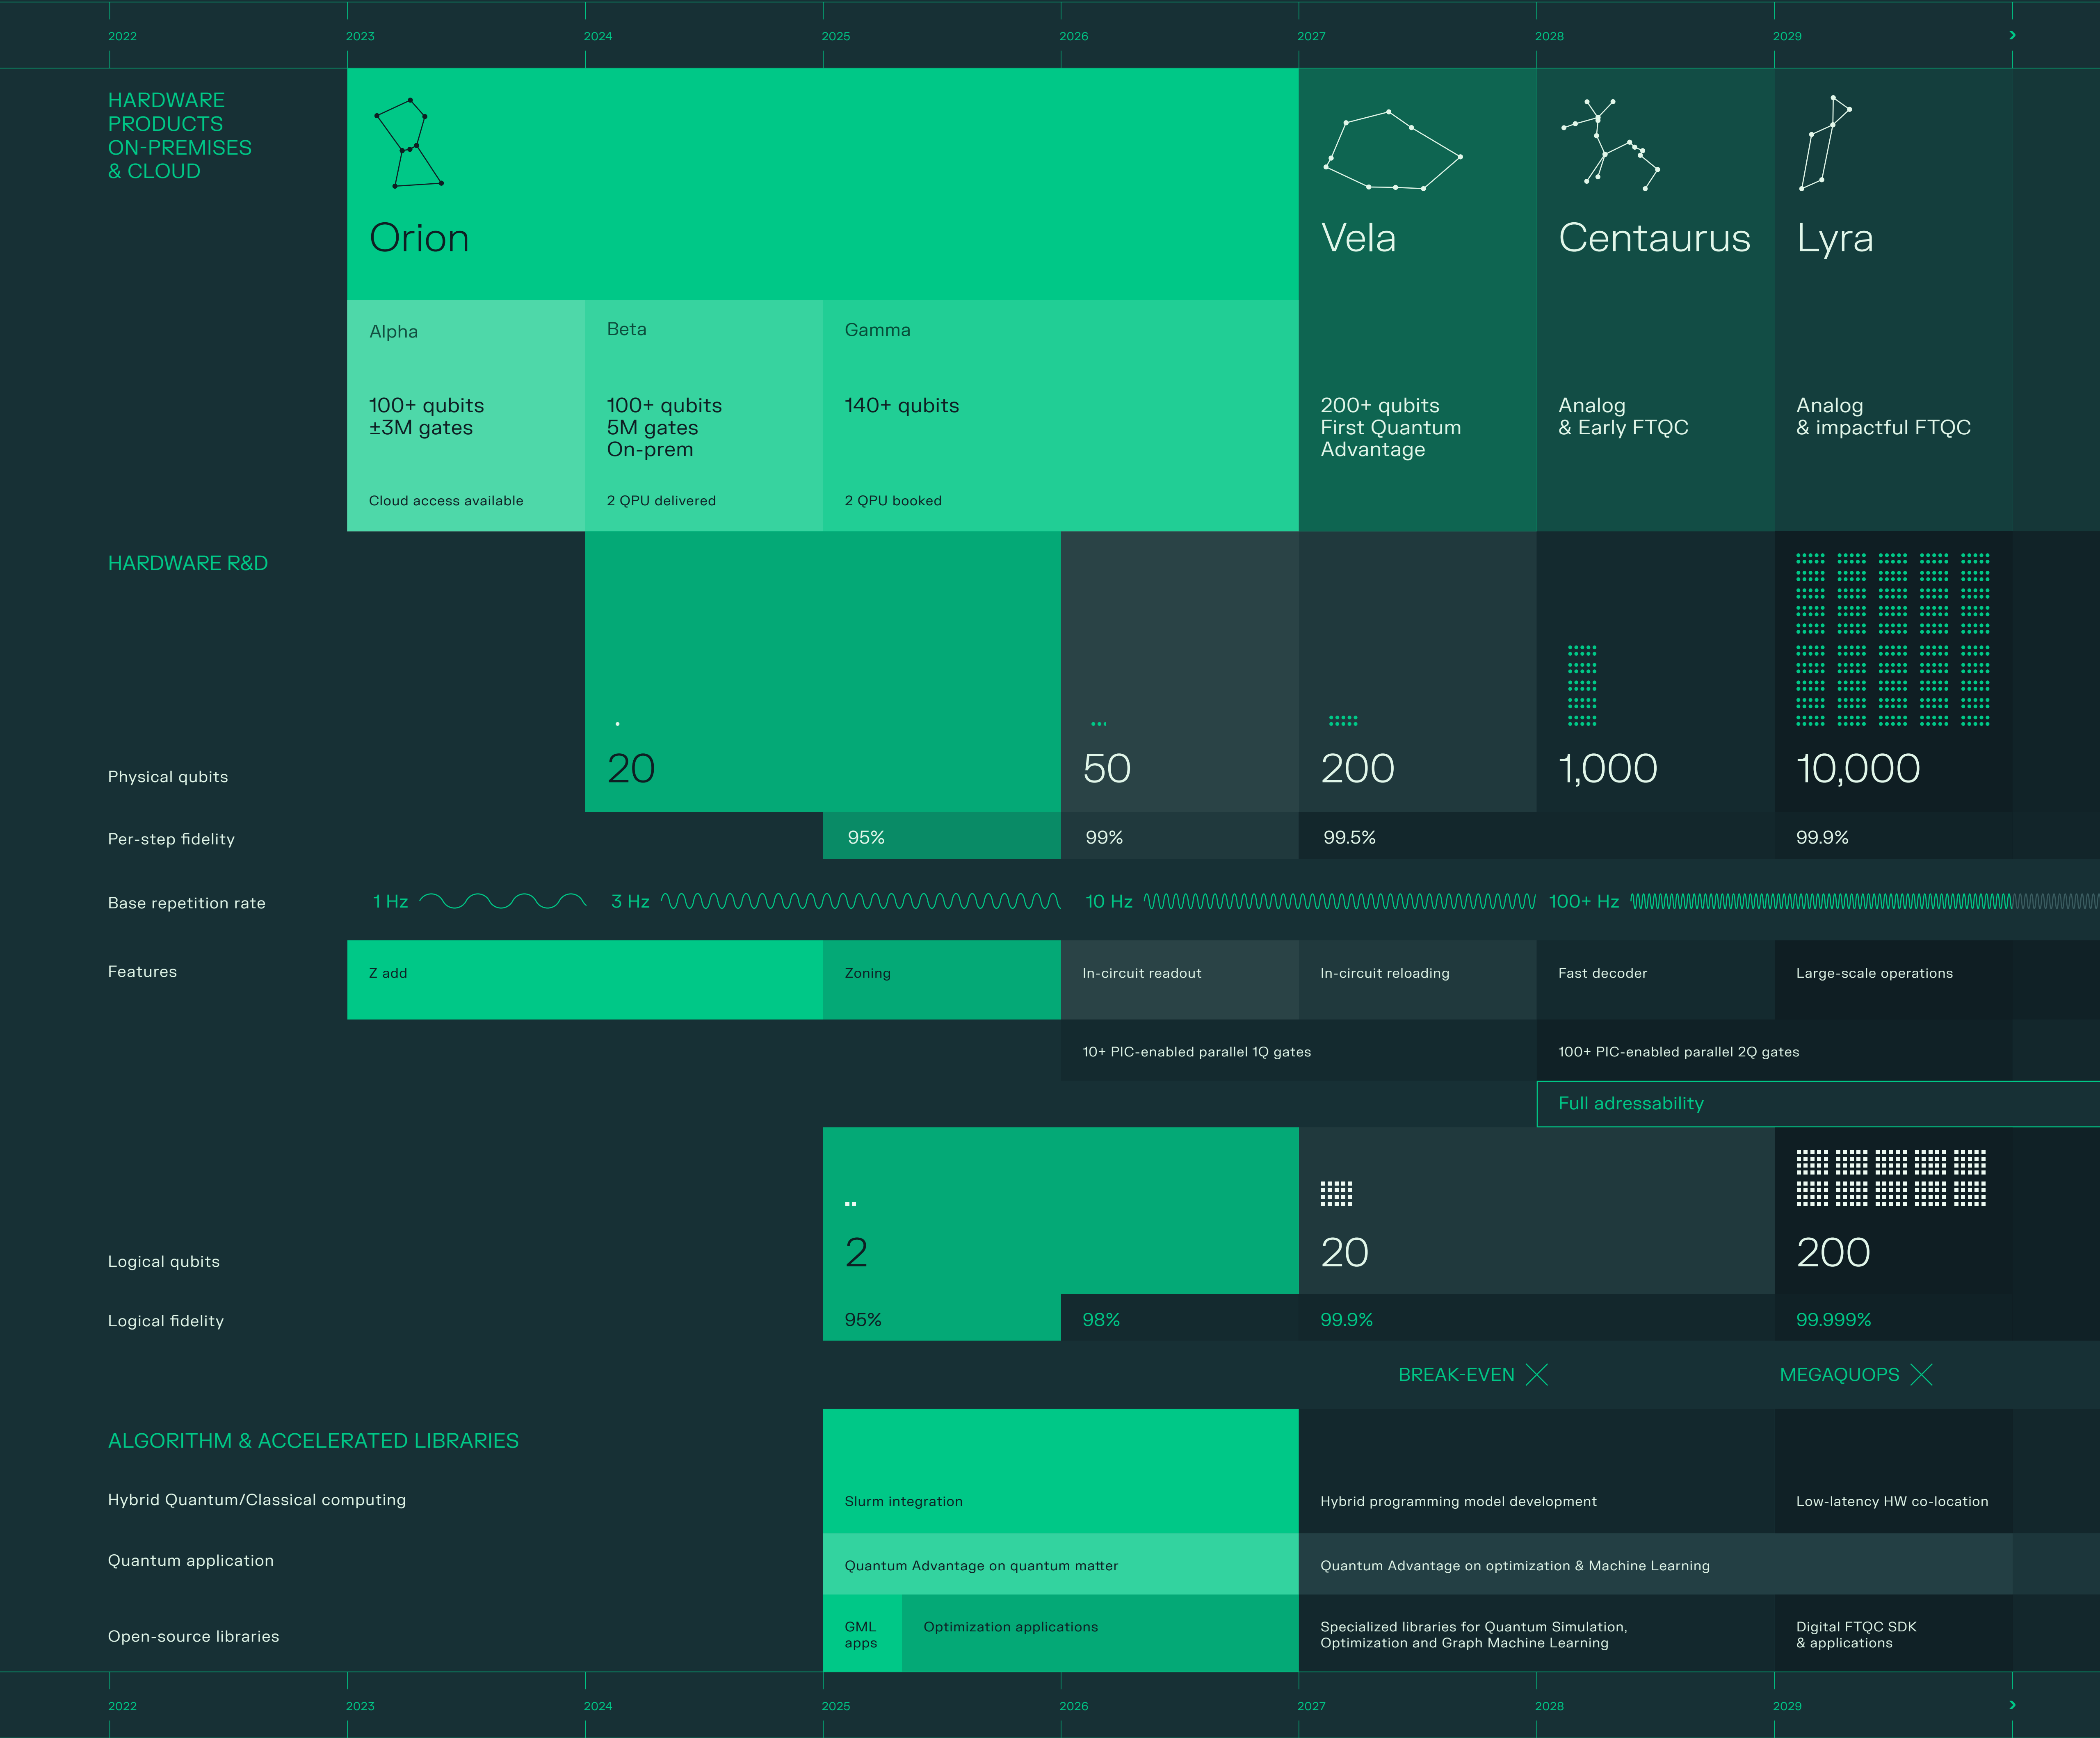 2022 2023 2024 2025 2026 2027 2028 2029
HARDWARE
PRODUCTS
ON-PREMISES
& CLOUD
Orion
Vela
Centaurus
Lyra
Alpha
100+ qubits
±3M gates
Cloud access available
Beta
100+ qubits
5M gates
On-prem
2 QPU delivered
Gamma
140+ qubits
2 QPU booked
200+ qubits
First Quantum
Advantage
Analog
& Early FTQC
Analog
& impactful FTQC
HARDWARE R&D
Physical qubits
20 50 200 1,000 10,000
Per-step fidelity
95% 99% 99.5% 99.9%
Base repetition rate
1 Hz 3 Hz 10 Hz 100+ Hz
Features
Z add
Zoning
In-circuit readout
In-circuit reloading
Fast decoder
Large-scale operations
10+ PIC-enabled parallel 1Q gates
100+ PIC-enabled parallel 2Q gates
Full adressability
Logical qubits
2 20 200
Logical fidelity
95% 98% 99.9% 99.999%
BREAK-EVEN
MEGAQUOPS
ALGORITHM & ACCELERATED LIBRARIES
Hybrid Quantum/Classical computing
Slurm integration
Hybrid programming model development
Low-latency HW co-location
Quantum application
Quantum Advantage on quantum matter
Quantum Advantage on optimization & Machine Learning
Open-source libraries
GML
apps
Optimization applications
Specialized libraries for Quantum Simulation,
Optimization and Graph Machine Learning
Digital FTQC SDK
& applications
2022 2023 2024 2025 2026 2027 2028 2029